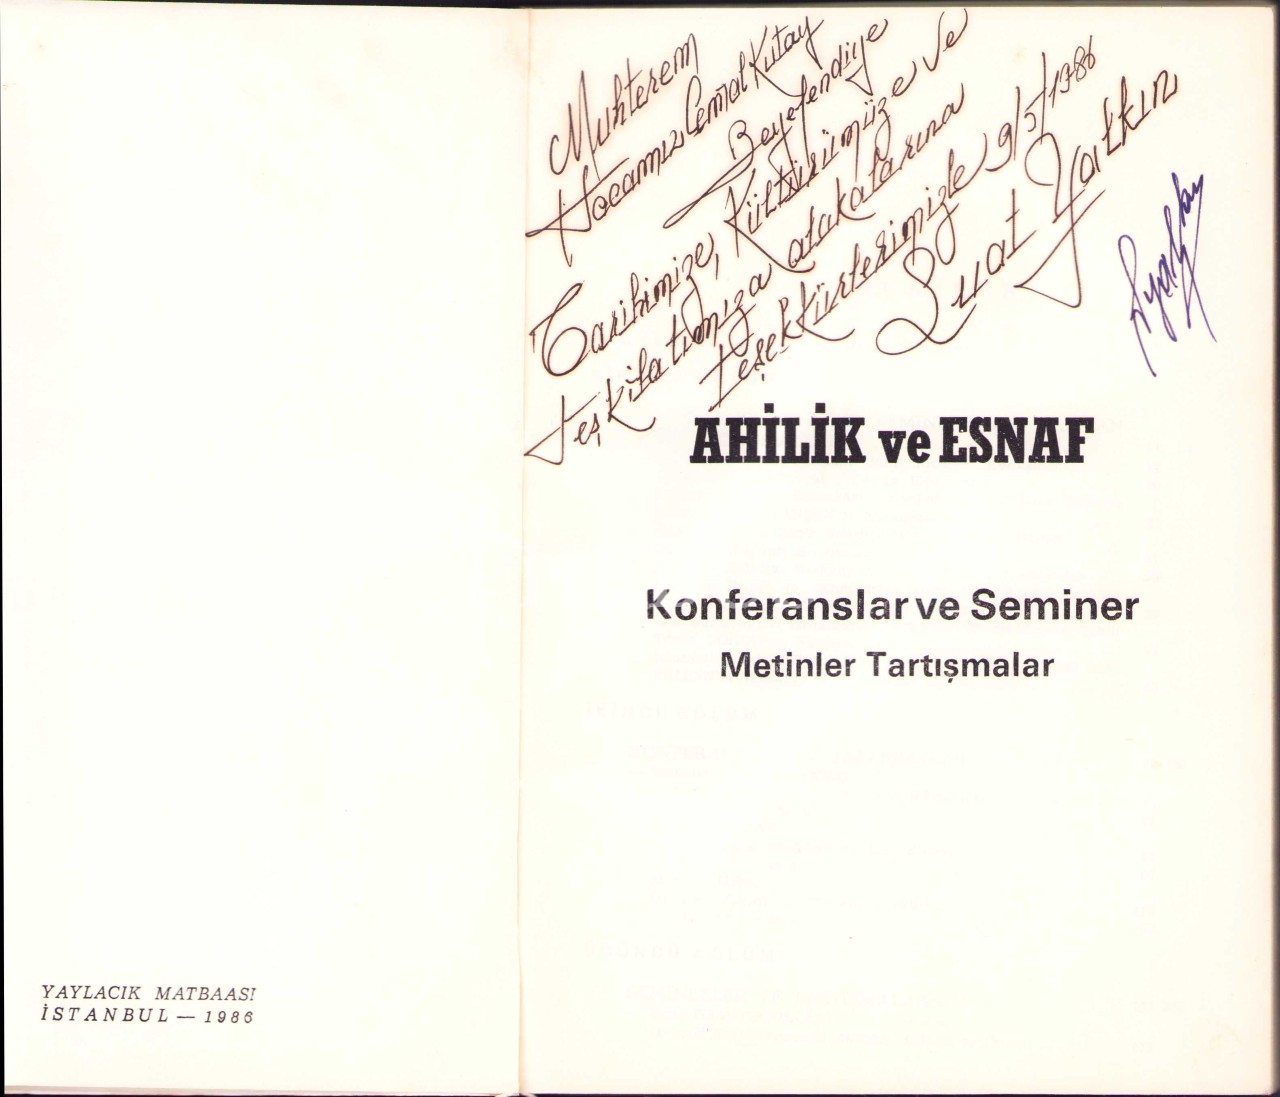 Muhterem
Hocamız Cemal Kutay
Beyefendiye
Tarihimize, Kültürümüze ve
teşkilatımıza alakalarına
teşekkürlerimizle 9/5/1986
Suat Yalkın
AHİLİK ve ESNAF
Konferanslar ve Seminer
Metinler Tartışmalar
YAYLACIK MATBAASI
İSTANBUL — 1986